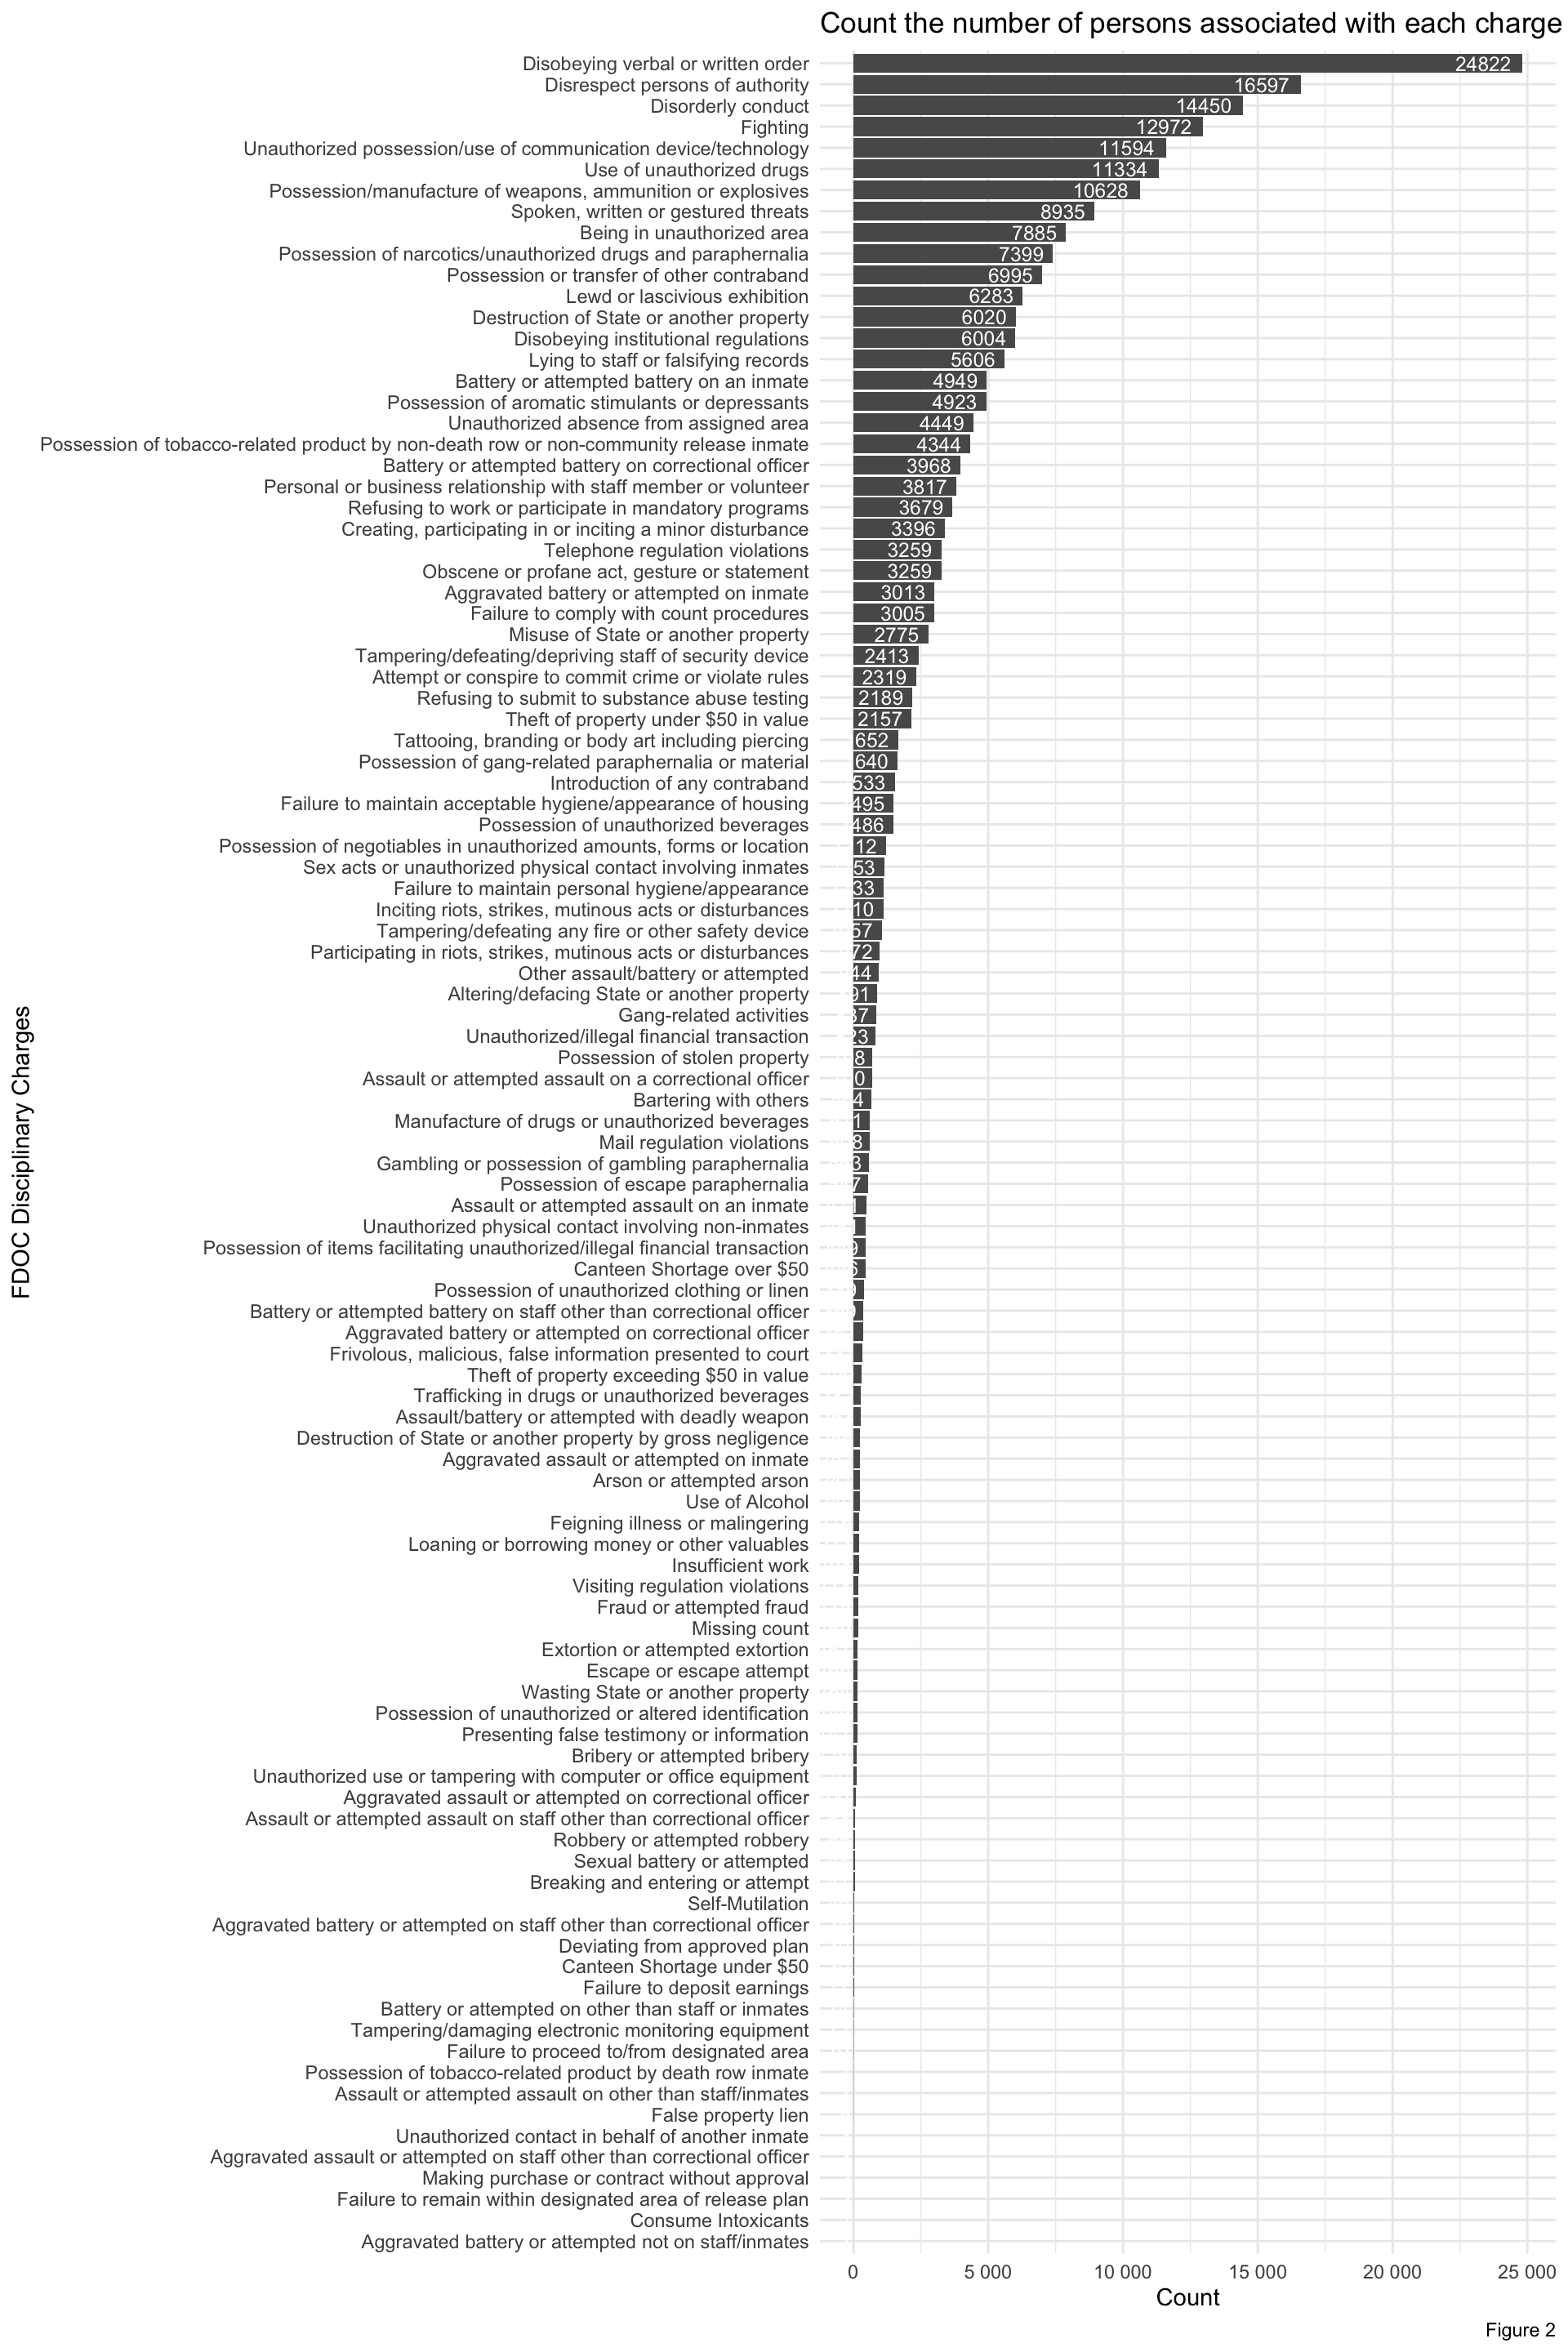 Count the number of persons associated with each charge
Disobeying verbal or written order 24822
Disrespect persons of authority 16597
Disorderly conduct 14450
Fighting 12972
Unauthorized possession/use of communication device/technology 11594
Use of unauthorized drugs 11334
Possession/manufacture of weapons, ammunition or explosives 10628
Spoken, written or gestured threats 8935
Being in unauthorized area 7885
Possession of narcotics/unauthorized drugs and paraphernalia 7399
Possession or transfer of other contraband 6995
Lewd or lascivious exhibition 6283
Destruction of State or another property 6020
Disobeying institutional regulations 6004
Lying to staff or falsifying records 5606
Battery or attempted battery on an inmate 4949
Possession of aromatic stimulants or depressants 4923
Unauthorized absence from assigned area 4449
Possession of tobacco-related product by non-death row or non-community release inmate 4344
Battery or attempted battery on correctional officer 3968
Personal or business relationship with staff member or volunteer 3817
Refusing to work or participate in mandatory programs 3679
Creating, participating in or inciting a minor disturbance 3396
Telephone regulation violations 3259
Obscene or profane act, gesture or statement 3259
Aggravated battery or attempted on inmate 3013
Failure to comply with count procedures 3005
Misuse of State or another property 2775
Tampering/defeating/depriving staff of security device 2413
Attempt or conspire to commit crime or violate rules 2319
Refusing to submit to substance abuse testing 2189
Theft of property under $50 in value 2157
Tattooing, branding or body art including piercing 652
Possession of gang-related paraphernalia or material 640
Introduction of any contraband 533
Failure to maintain acceptable hygiene/appearance of housing 495
Possession of unauthorized beverages 486
Possession of negotiables in unauthorized amounts, forms or location 12
Sex acts or unauthorized physical contact involving inmates 53
Failure to maintain personal hygiene/appearance 33
Inciting riots, strikes, mutinous acts or disturbances 10
Tampering/defeating any fire or other safety device 57
Participating in riots, strikes, mutinous acts or disturbances 72
Other assault/battery or attempted 44
Altering/defacing State or another property 91
Gang-related activities 37
Unauthorized/illegal financial transaction 23
Possession of stolen property 8
Assault or attempted assault on a correctional officer 0
Bartering with others 4
Manufacture of drugs or unauthorized beverages 1
Mail regulation violations 8
Gambling or possession of gambling paraphernalia 3
Possession of escape paraphernalia 7
Assault or attempted assault on an inmate
Unauthorized physical contact involving non-inmates
Possession of items facilitating unauthorized/illegal financial transaction
Canteen Shortage over $50
Possession of unauthorized clothing or linen
Battery or attempted battery on staff other than correctional officer
Aggravated battery or attempted on correctional officer
Frivolous, malicious, false information presented to court
Theft of property exceeding $50 in value
Trafficking in drugs or unauthorized beverages
Assault/battery or attempted with deadly weapon
Destruction of State or another property by gross negligence
Aggravated assault or attempted on inmate
Arson or attempted arson
Use of Alcohol
Feigning illness or malingering
Loaning or borrowing money or other valuables
Insufficient work
Visiting regulation violations
Fraud or attempted fraud
Missing count
Extortion or attempted extortion
Escape or escape attempt
Wasting State or another property
Possession of unauthorized or altered identification
Presenting false testimony or information
Bribery or attempted bribery
Unauthorized use or tampering with computer or office equipment
Aggravated assault or attempted on correctional officer
Assault or attempted assault on staff other than correctional officer
Robbery or attempted robbery
Sexual battery or attempted
Breaking and entering or attempt
Self-Mutilation
Aggravated battery or attempted on staff other than correctional officer
Deviating from approved plan
Canteen Shortage under $50
Failure to deposit earnings
Battery or attempted on other than staff or inmates
Tampering/damaging electronic monitoring equipment
Failure to proceed to/from designated area
Possession of tobacco-related product by death row inmate
Assault or attempted assault on other than staff/inmates
False property lien
Unauthorized contact in behalf of another inmate
Aggravated assault or attempted on staff other than correctional officer
Making purchase or contract without approval
Failure to remain within designated area of release plan
Consume Intoxicants
Aggravated battery or attempted not on staff/inmates
FDOC Disciplinary Charges
0 5 000 10 000 15 000 20 000 25 000
Count
Figure 2